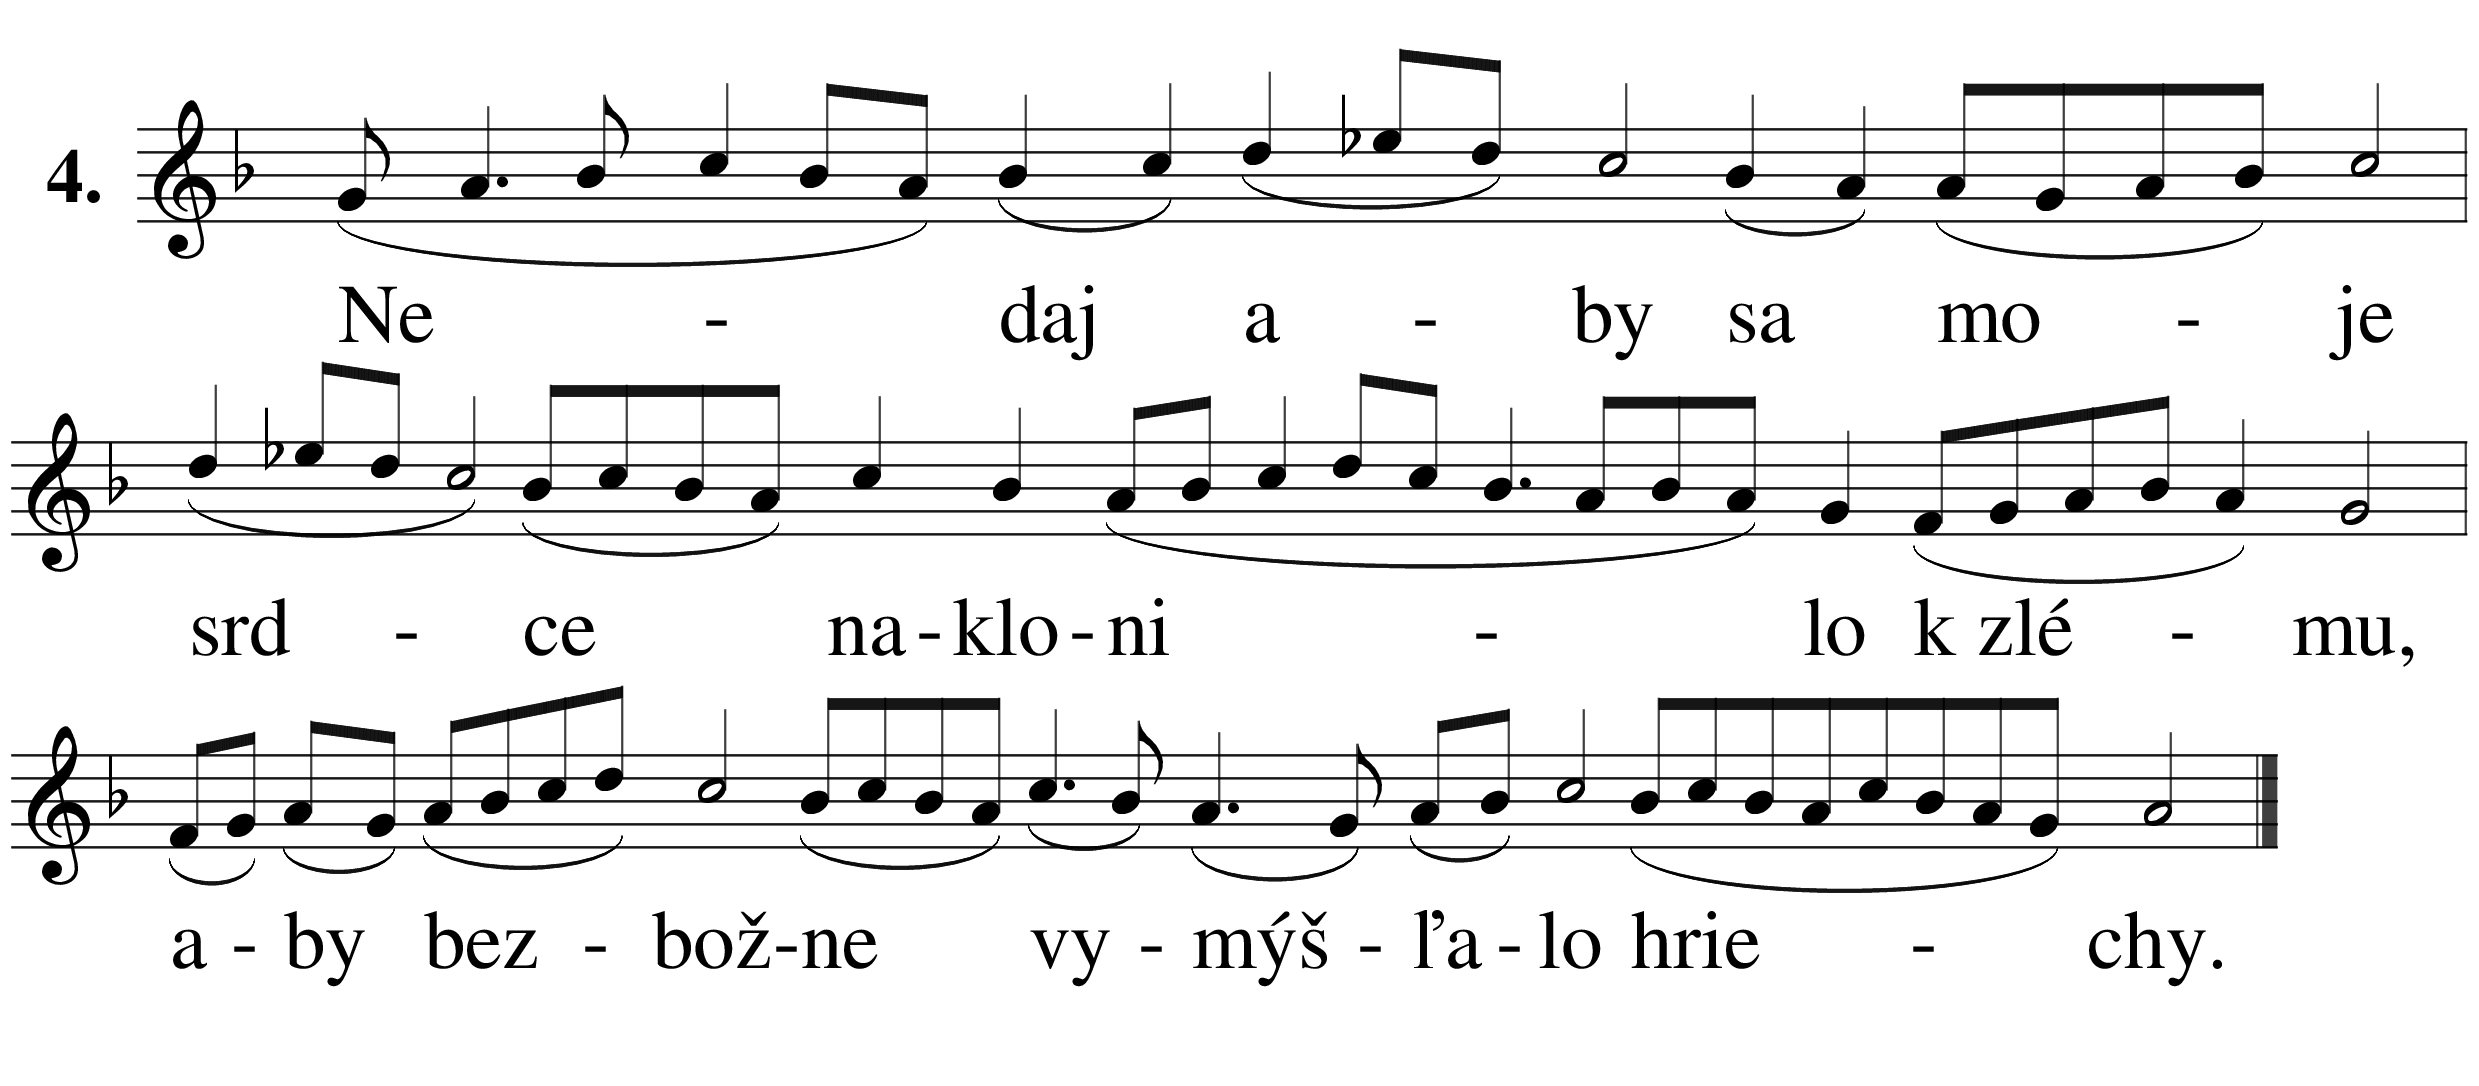 4.
Ne - daj a - by sa mo - je
srd - ce na - klo - ni - lo k zlé - mu,
a - by bez - bož - ne vy - mýš - ľa - lo hrie - chy.